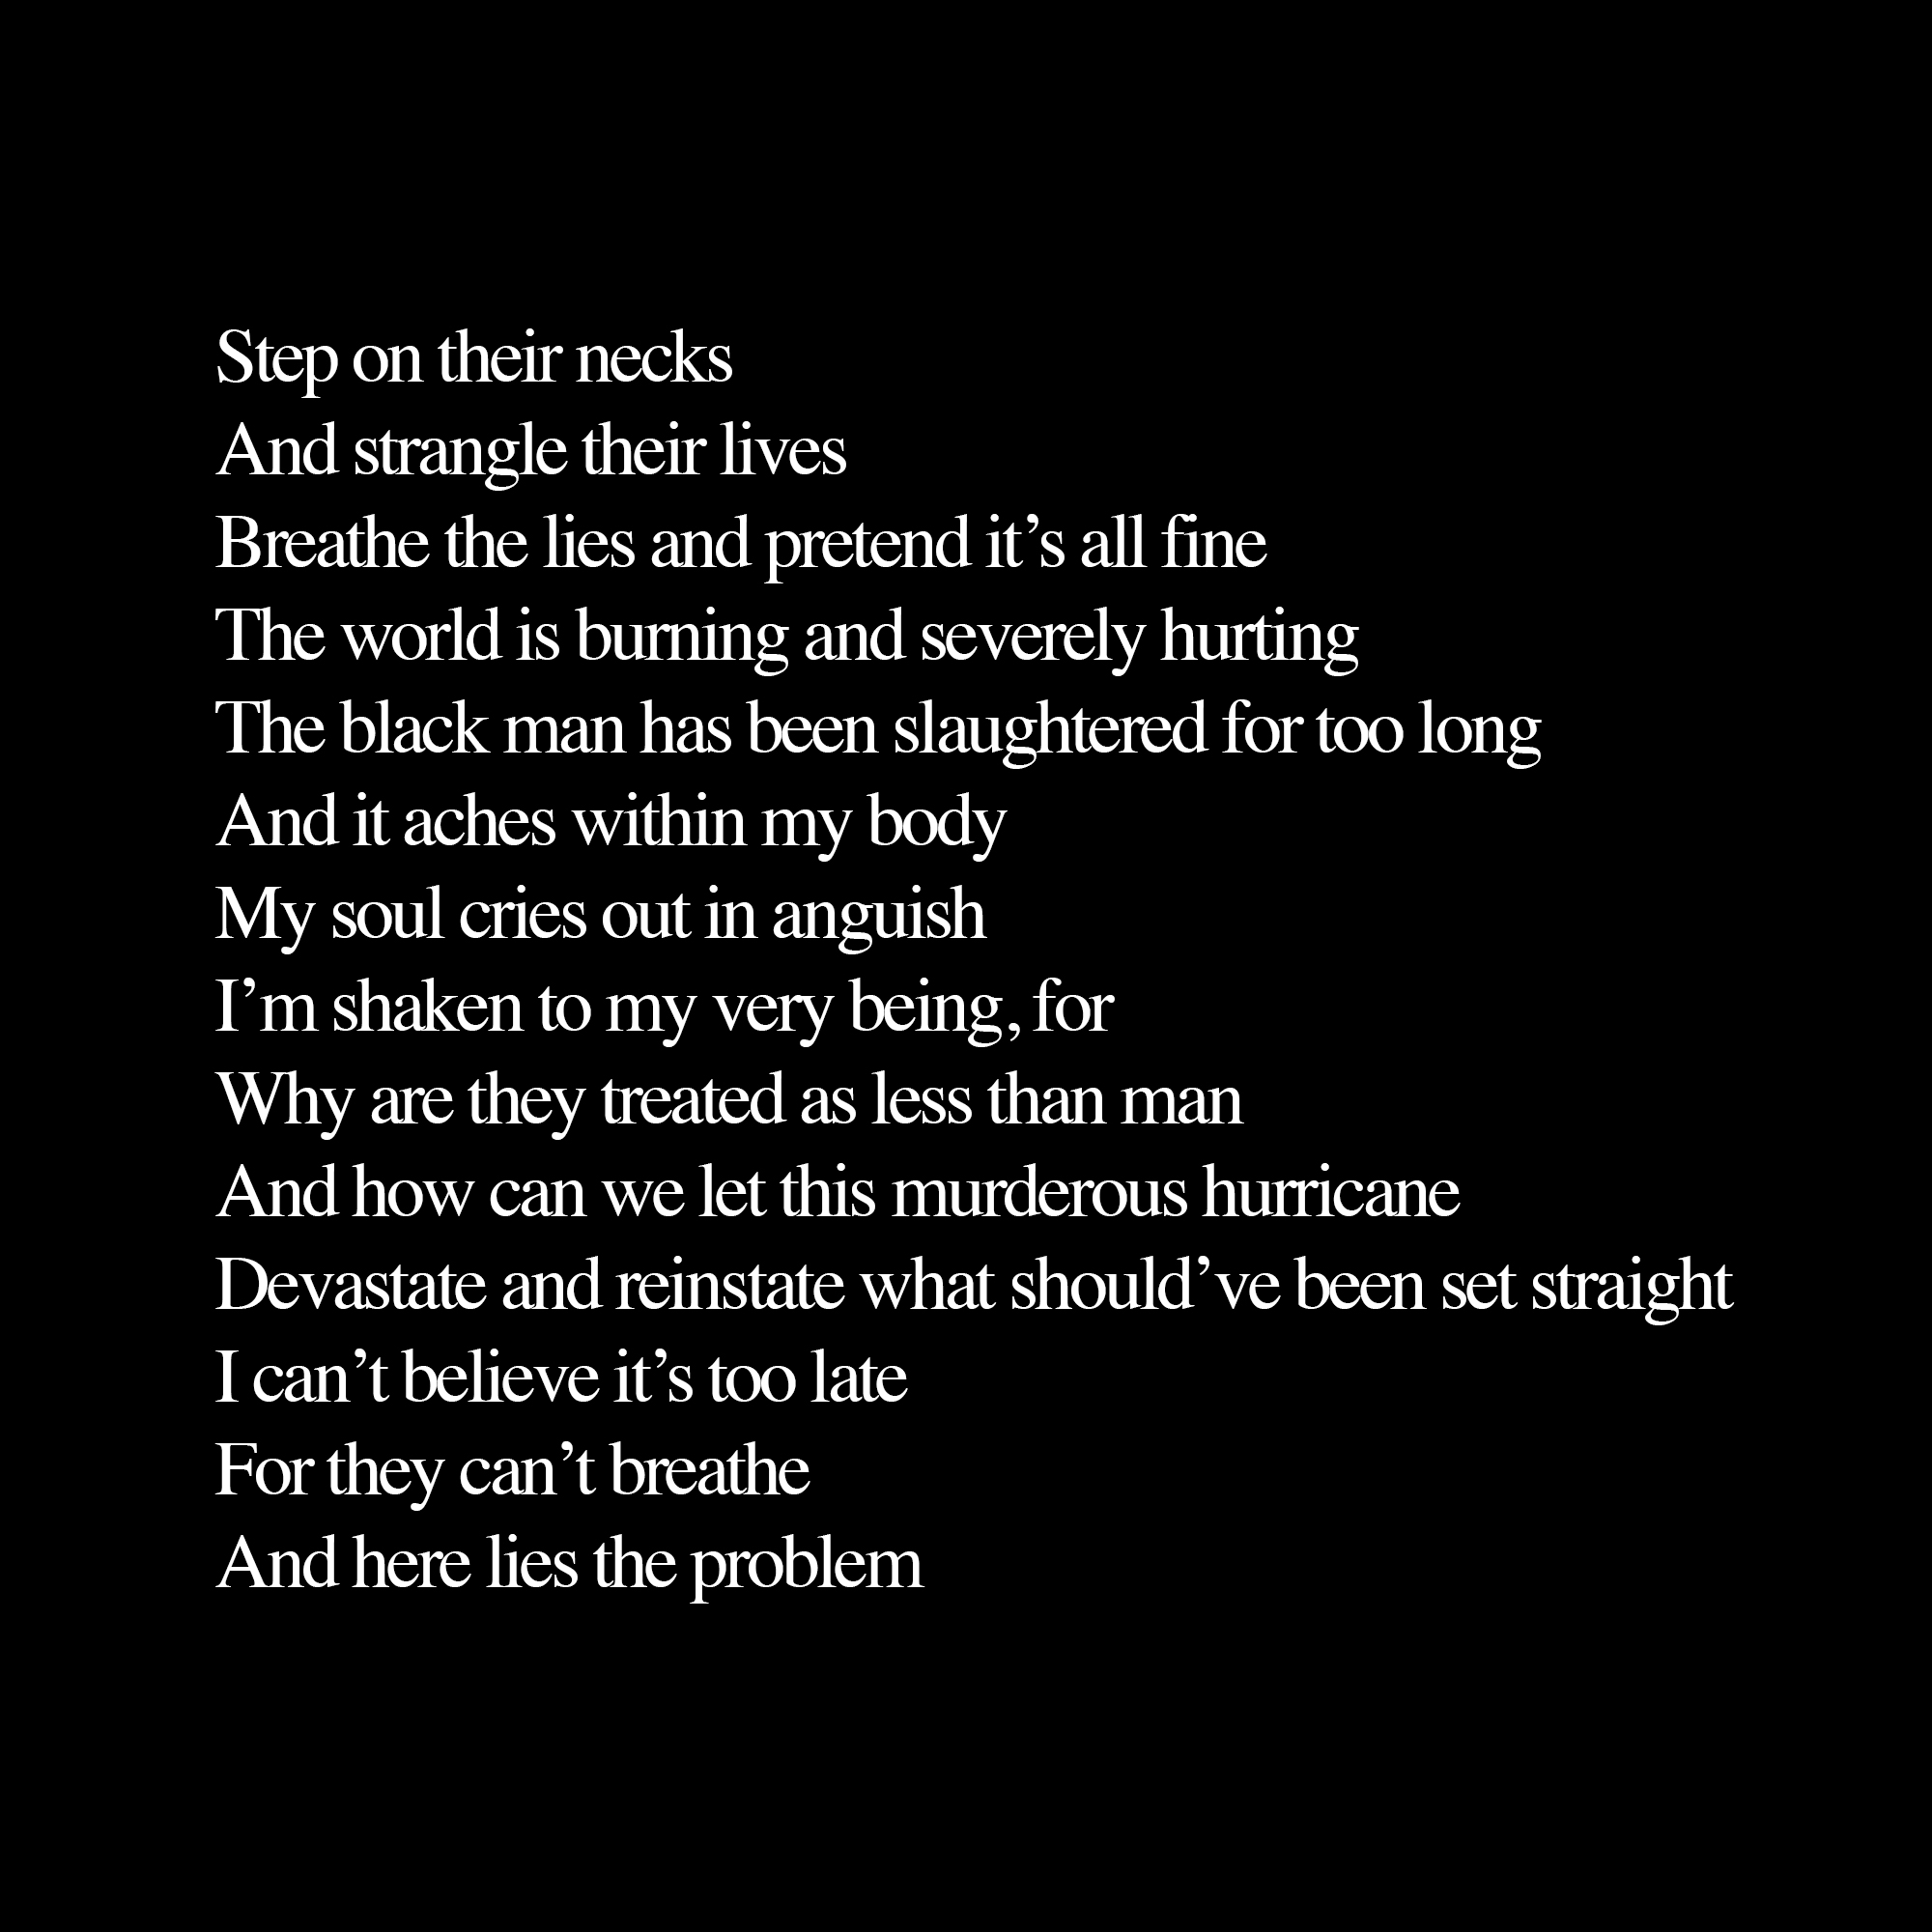 Step on their necks
And strangle their lives
Breathe the lies and pretend it’s all fine
The world is burning and severely hurting
The black man has been slaughtered for too long
And it aches within my body
My soul cries out in anguish
I’m shaken to my very being, for
Why are they treated as less than man
And how can we let this murderous hurricane
Devastate and reinstate what should’ve been set straight
I can’t believe it’s too late
For they can’t breathe
And here lies the problem